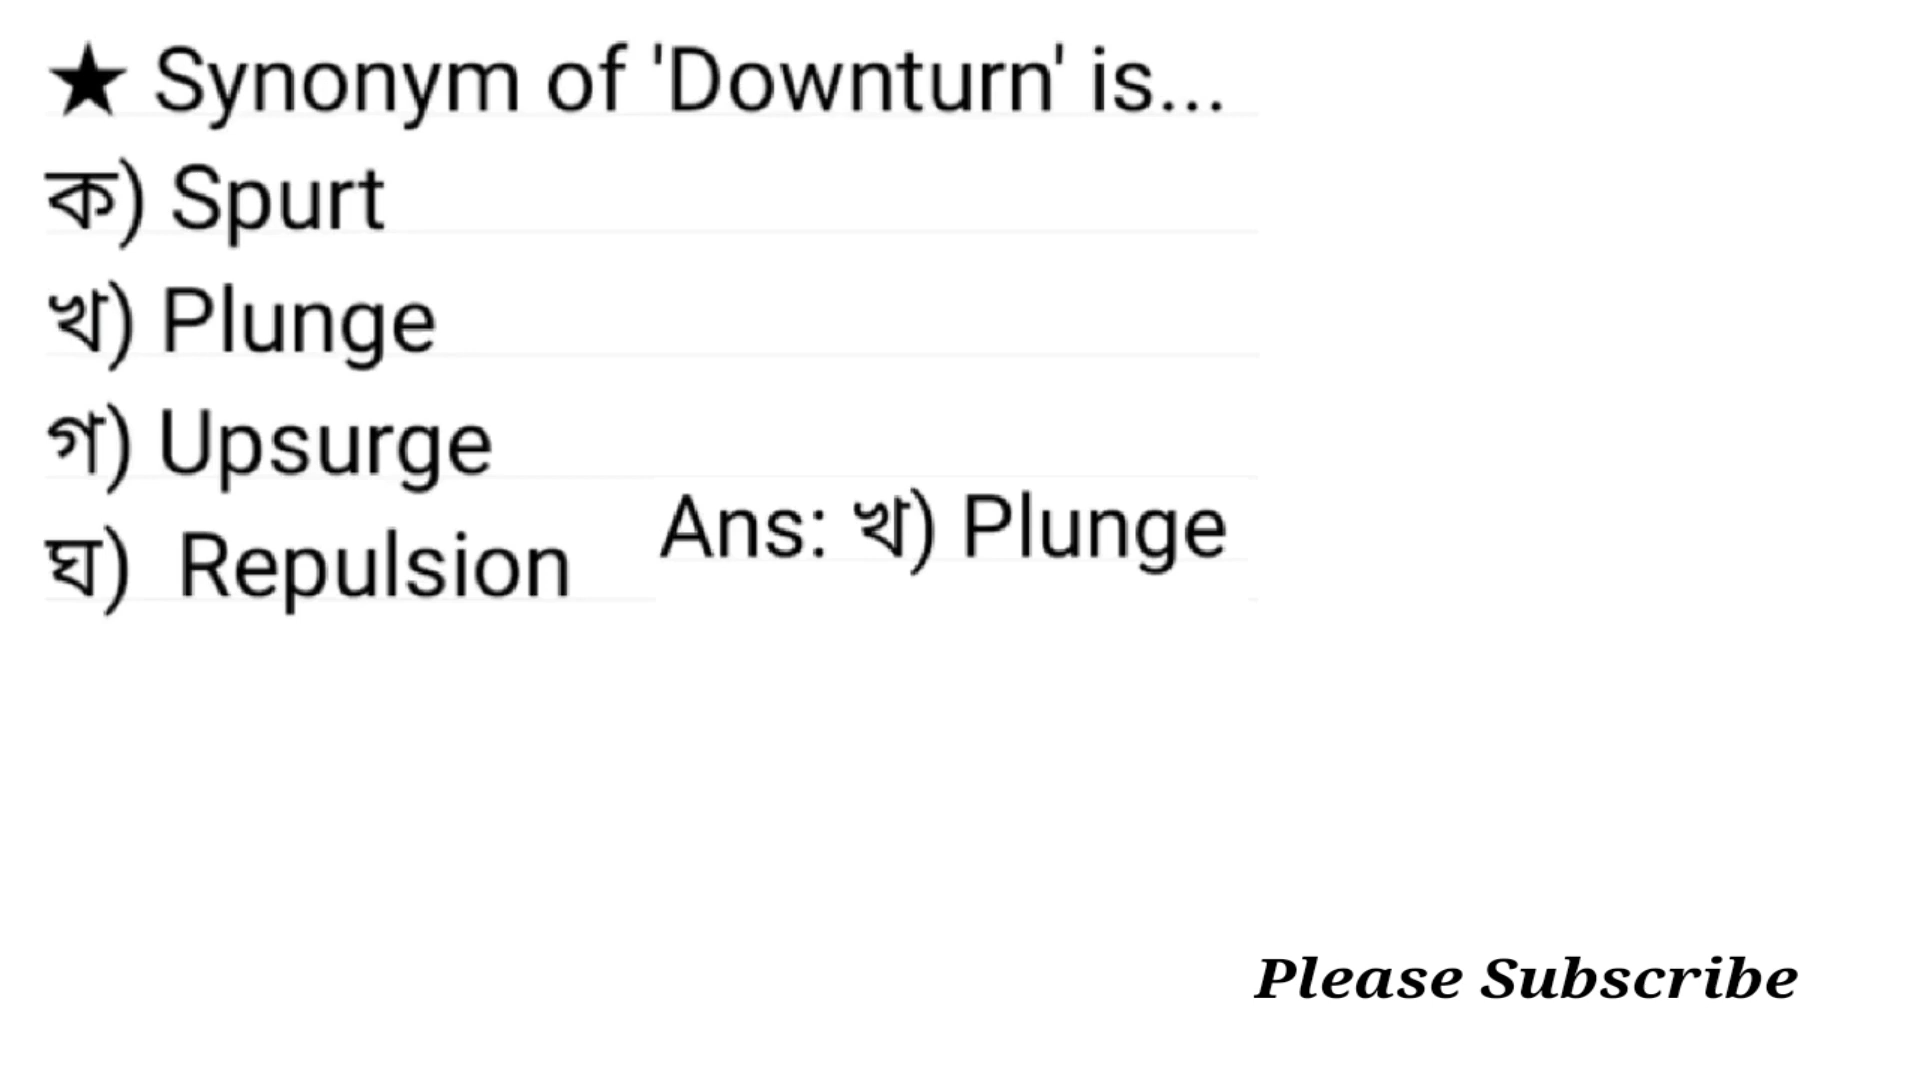 ★ Synonym of 'Downturn' is...
ক) Spurt
খ) Plunge
গ) Upsurge
ঘ) Repulsion
Ans: খ) Plunge
Please Subscribe